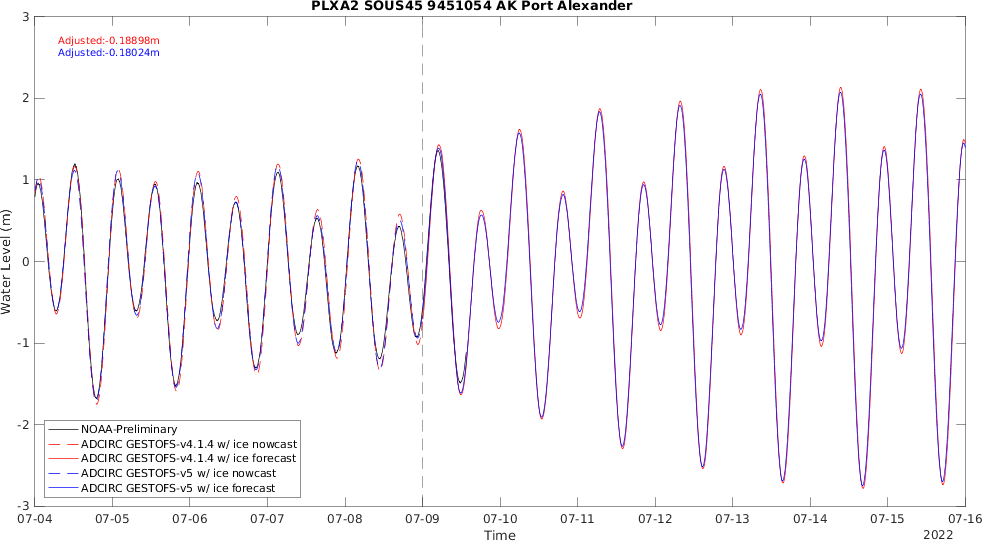 PLXA2 SOUS45 9451054 AK Port Alexander
Adjusted:-0.18898m
Adjusted:-0.18024m
3
2
1
0
-1
-2
-3
Water Level (m)
NOAA-Preliminary
ADCIRC GESTOFS-v4.1.4 w/ ice nowcast
ADCIRC GESTOFS-v4.1.4 w/ ice forecast
ADCIRC GESTOFS-v5 w/ ice nowcast
ADCIRC GESTOFS-v5 w/ ice forecast
07-04 07-05 07-06 07-07 07-08 07-09 07-10 07-11 07-12 07-13 07-14 07-15 07-16
Time
2022